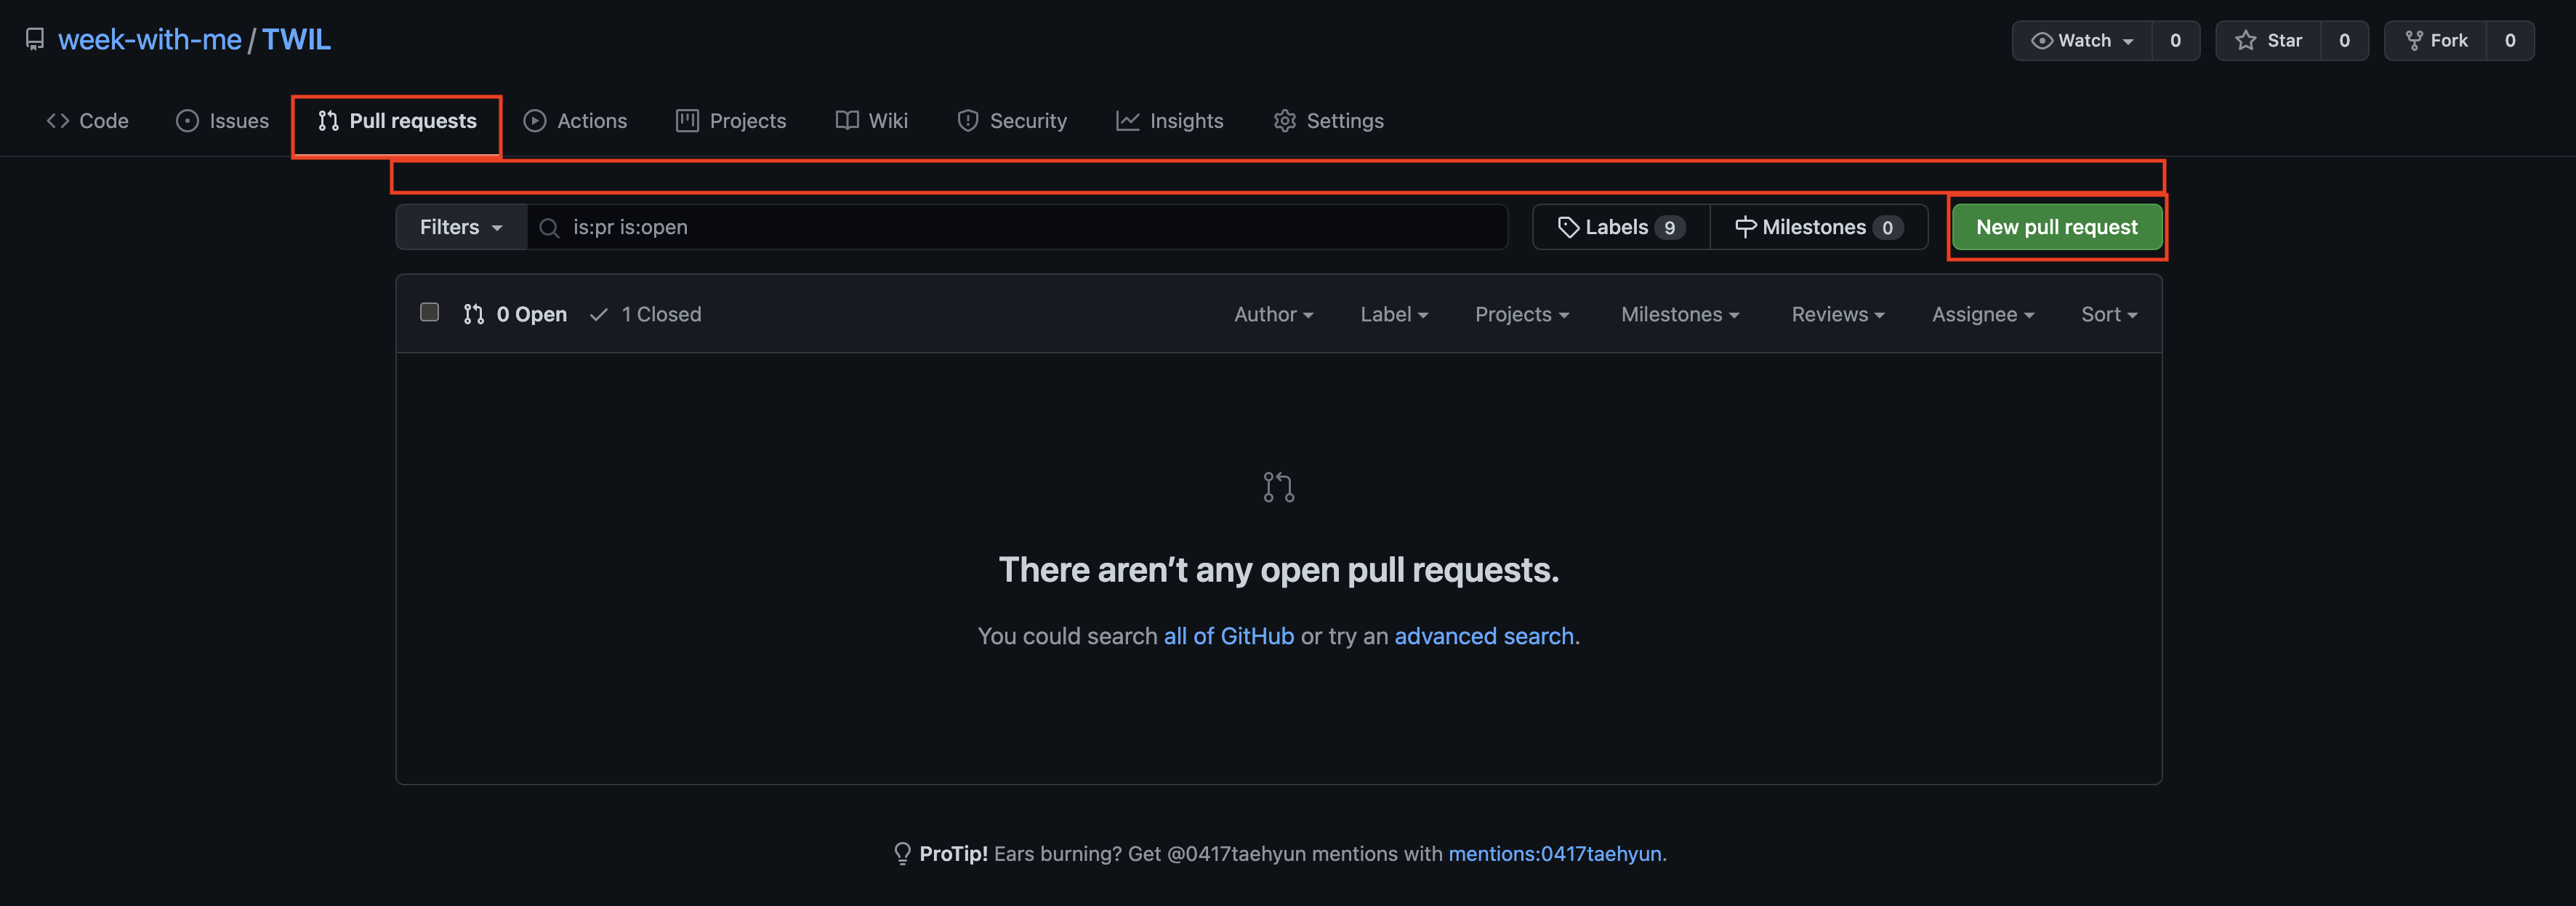 week-with-me / TWIL
Watch 0 Star 0 Fork 0
Code Issues Pull requests Actions Projects Wiki Security Insights Settings
Filters is:pr is:open Labels 9 Milestones 0 New pull request
0 Open 1 Closed Author Label Projects Milestones Reviews Assignee Sort
There aren’t any open pull requests.
You could search all of GitHub or try an advanced search.
ProTip! Ears burning? Get @0417taehyun mentions with mentions:0417taehyun.